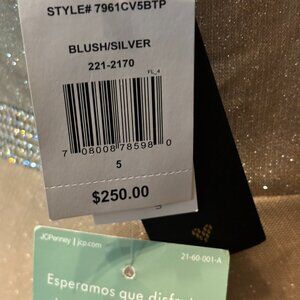 STYLE# 7961CV5BTP
BLUSH/SILVER
221-2170
FL_4
7 08008 78598 0
5
$250.00
JCPenney | jcp.com
21-60-001-A
Esperamos que